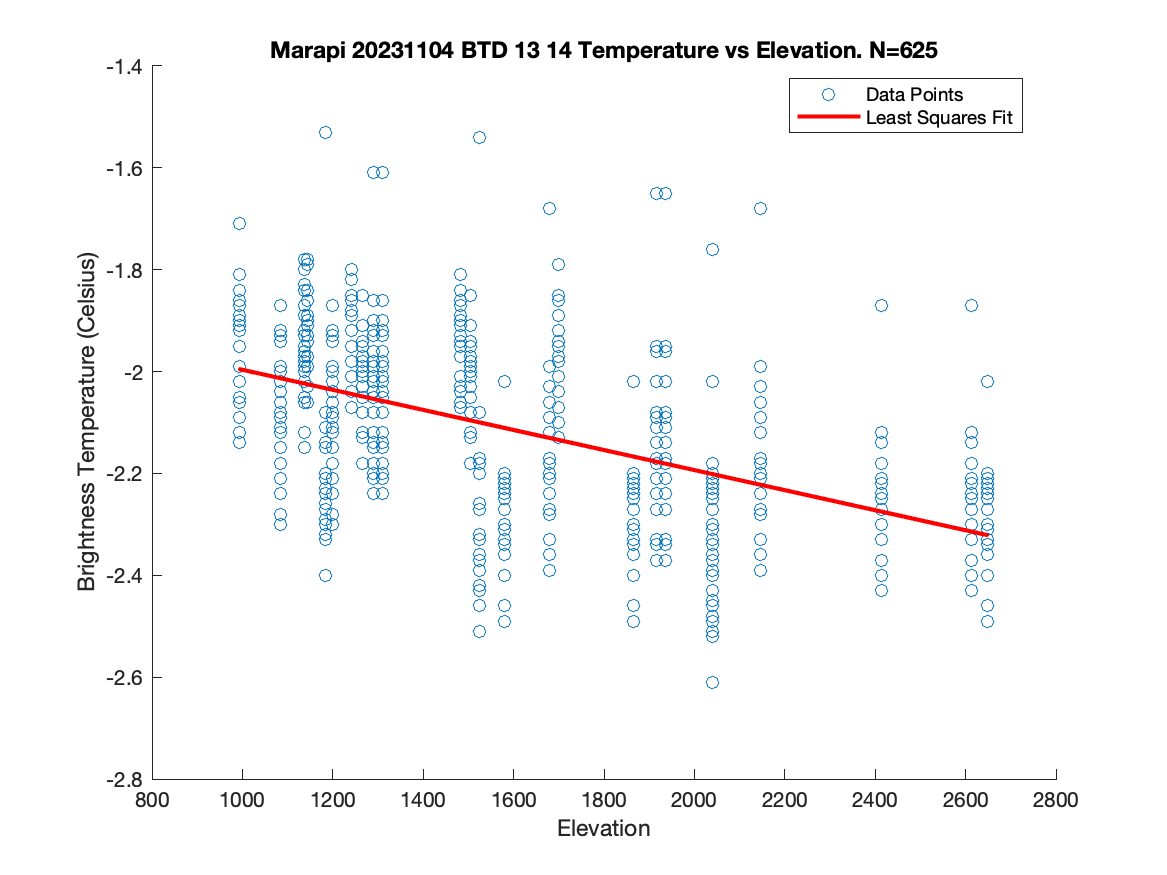 Marapi 20231104 BTD 13 14 Temperature vs Elevation. N=625
Data Points
Least Squares Fit
Brightness Temperature (Celsius)
-1.4
-1.6
-1.8
-2
-2.2
-2.4
-2.6
-2.8
800 1000 1200 1400 1600 1800 2000 2200 2400 2600 2800
Elevation